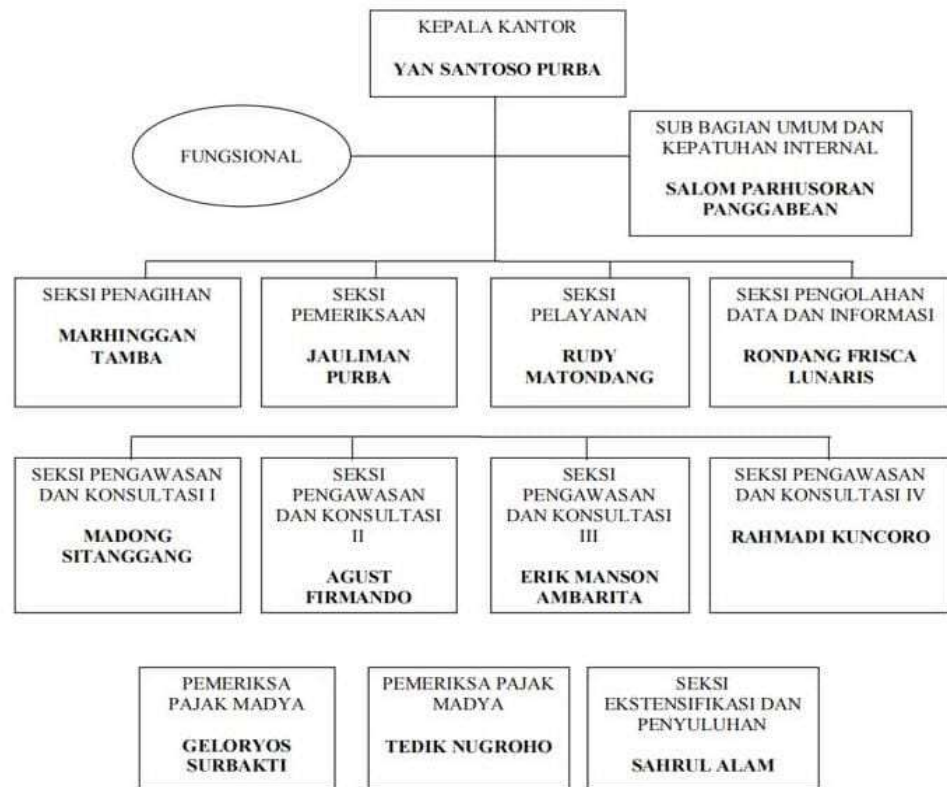 KEPALA KANTOR
YAN SANTOSO PURBA
FUNGSIONAL
SUB BAGIAN UMUM DAN
KEPATUHAN INTERNAL
SALOM PARHUSORAN
PANGGABEAN
SEKSI PENAGIHAN
MARHINGGAN
TAMBA
SEKSI
PEMERIKSAAN
JAULIMAN
PURBA
SEKSI
PELAYANAN
RUDY
MATONDANG
SEKSI PENGOLAHAN
DATA DAN INFORMASI
RONDANG FRISCA
LUNARIS
SEKSI PENGAWASAN
DAN KONSULTASI I
MADONG
SITANGGANG
SEKSI
PENGAWASAN
DAN KONSULTASI
II
AGUST
FIRMANDO
SEKSI
PENGAWASAN
DAN KONSULTASI
III
ERIK MANSON
AMBARITA
SEKSI PENGAWASAN
DAN KONSULTASI IV
RAHMADI KUNCORO
PEMERIKSA
PAJAK MADYA
GELORYOS
SURBAKTI
PEMERIKSA PAJAK
MADYA
TEDIK NUGROHO
SEKSI
EKSTENSIFIKASI DAN
PENYULUHAN
SAHRUL ALAM